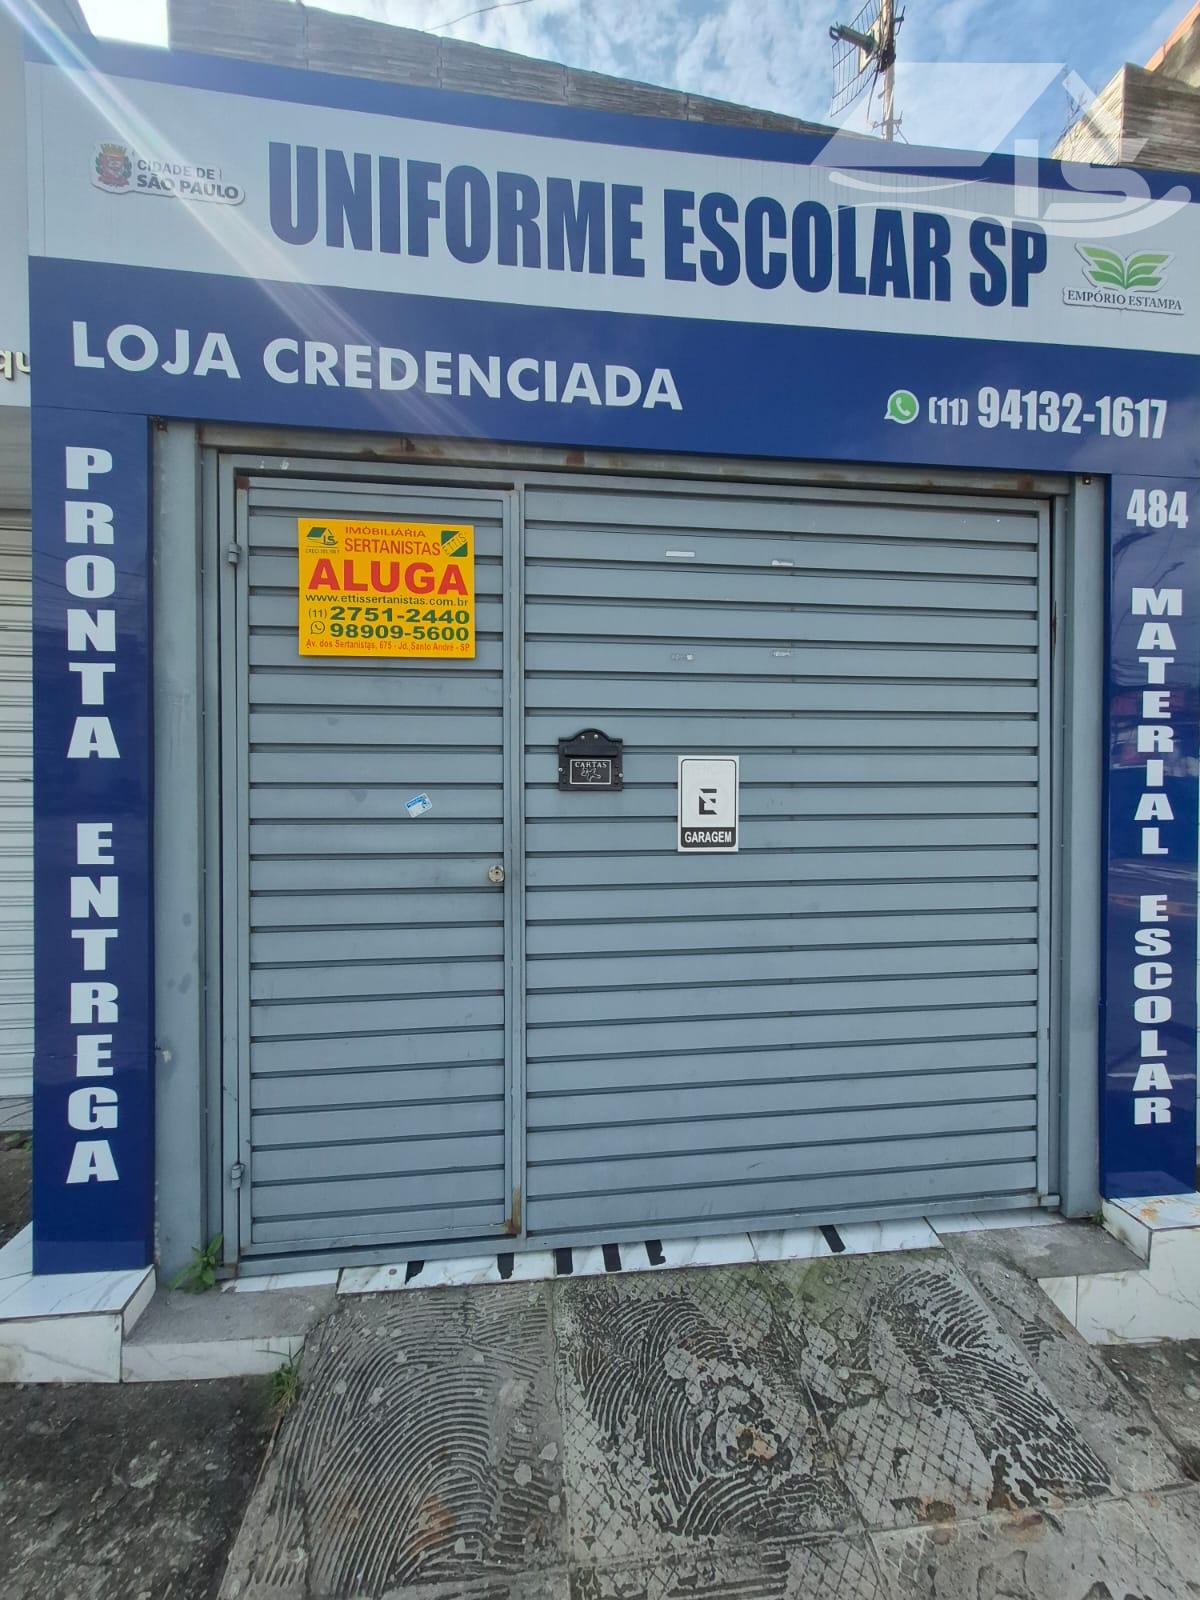 CIDADE DE
SÃO PAULO
UNIFORME ESCOLAR SP
EMPÓRIO ESTAMPA
LOJA CREDENCIADA
(11) 94132-1617
PRONTA ENTREGA
484
MATERIAL ESCOLAR
IMOBILIÁRIA
SERTANISTAS
ETTIS
ALUGA
www.ettissertanistas.com.br
(11) 2751-2440
98909-5600
Av. dos Sertanistas, 675 - Jd. Santo André - SP
CARTAS
E
GARAGEM
IS